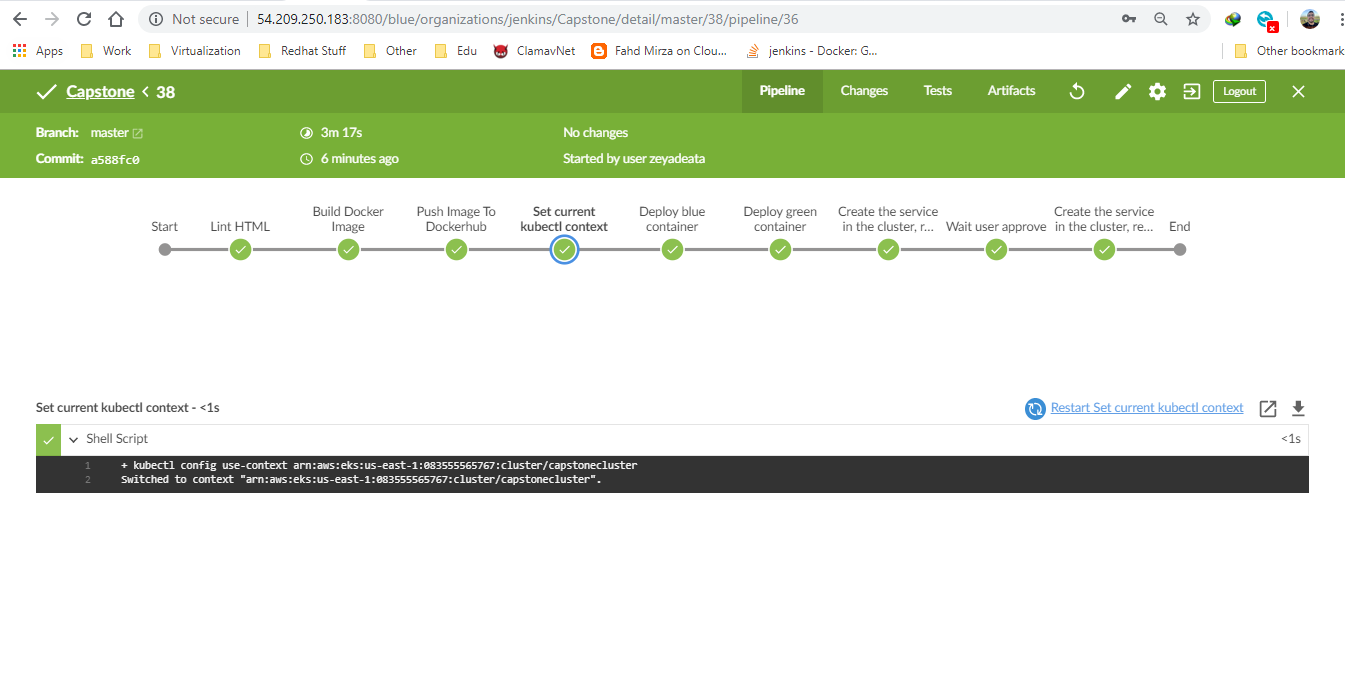 Not secure
54.209.250.183:8080/blue/organizations/jenkins/Capstone/detail/master/38/pipeline/36
Apps Work Virtualization Redhat Stuff Other Edu ClamavNet Fahd Mirza on Clou... jenkins - Docker: G... Other bookmark
Capstone < 38
Pipeline Changes Tests Artifacts Logout
Branch: master 3m 17s No changes
Commit: a588fc0 6 minutes ago Started by user zeyadeata
Start
Lint HTML
Build Docker
Image
Push Image To
Dockerhub
Set current
kubectl context
Deploy blue
container
Deploy green
container
Create the service
in the cluster, r...
Wait user approve
Create the service
in the cluster, re...
End
Set current kubectl context - <1s
Restart Set current kubectl context
Shell Script <1s
1 + kubectl config use-context arn:aws:eks:us-east-1:083555565767:cluster/capstonecluster
2 Switched to context "arn:aws:eks:us-east-1:083555565767:cluster/capstonecluster".